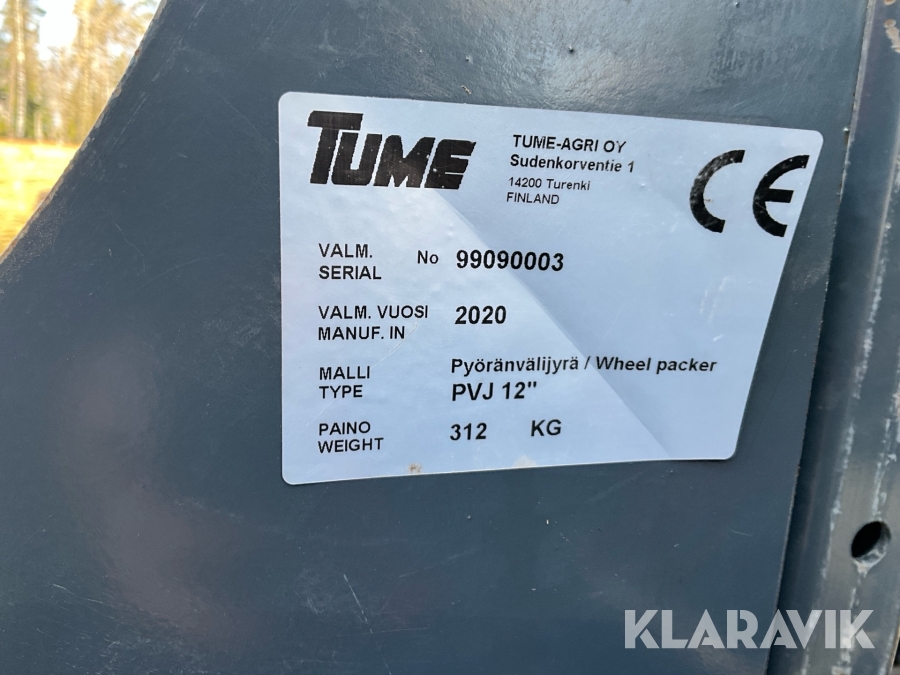 TUME
TUME-AGRI OY
Sudenkorventie 1
14200 Turenki
FINLAND
CE
VALM. No 99090003
SERIAL
VALM. VUOSI 2020
MANUF. IN
MALLI Pyöränvälijyrä / Wheel packer
TYPE PVJ 12"
PAINO 312 KG
WEIGHT
KLARAVIK